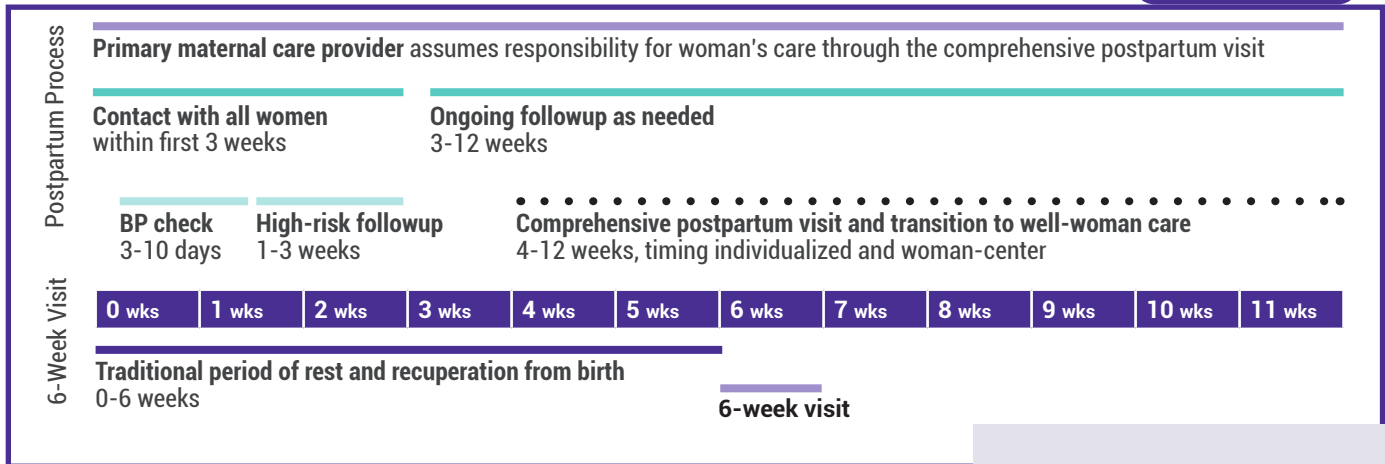 Postpartum Process
Primary maternal care provider assumes responsibility for woman's care through the comprehensive postpartum visit
Contact with all women
within first 3 weeks
Ongoing followup as needed
3-12 weeks
BP check
3-10 days
High-risk followup
1-3 weeks
Comprehensive postpartum visit and transition to well-woman care
4-12 weeks, timing individualized and woman-center
6-Week Visit
0 wks 1 wks 2 wks 3 wks 4 wks 5 wks 6 wks 7 wks 8 wks 9 wks 10 wks 11 wks
Traditional period of rest and recuperation from birth
0-6 weeks
6-week visit